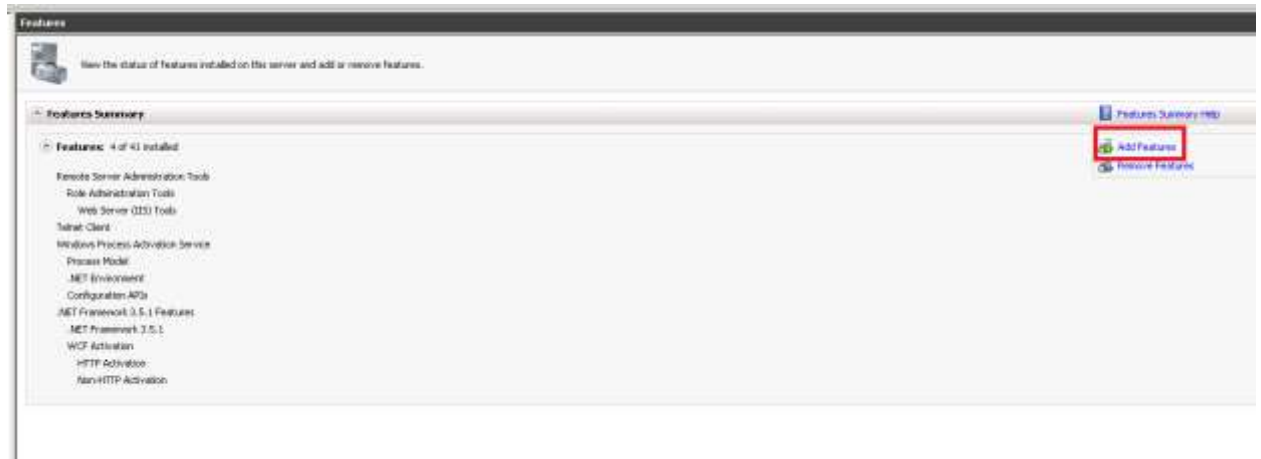 Features
View the status of features installed on this server and add or remove features.
Features Summary
Features Summary Help
Features: 4 of 41 installed
Add Features
Remove Features
Remote Server Administration Tools
Role Administration Tools
Web Server (IIS) Tools
Telnet Client
Windows Process Activation Service
Process Model
.NET Environment
Configuration APIs
.NET Framework 3.5.1 Features
.NET Framework 3.5.1
WCF Activation
HTTP Activation
Non-HTTP Activation